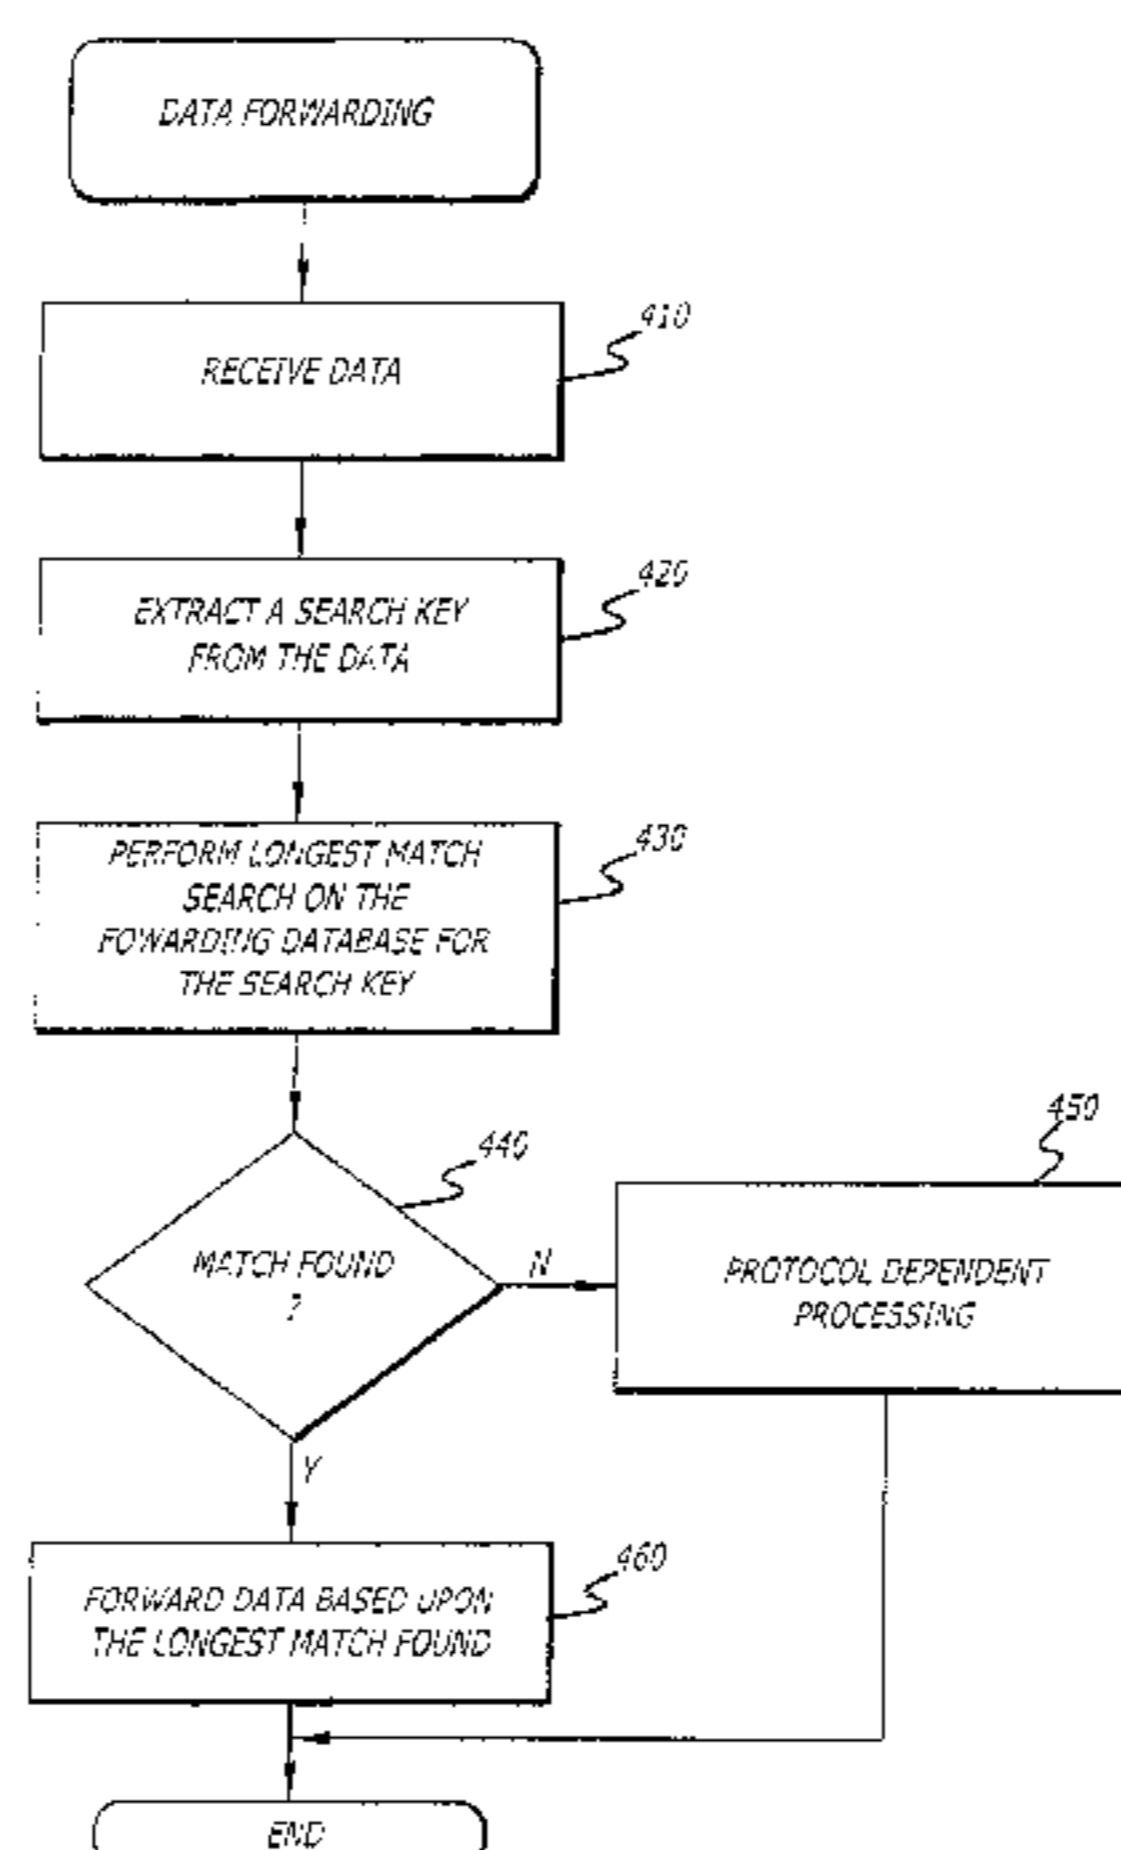 DATA FORWARDING
410
RECEIVE DATA
420
EXTRACT A SEARCH KEY
FROM THE DATA
430
PERFORM LONGEST MATCH
SEARCH ON THE
FOWARDING DATABASE FOR
THE SEARCH KEY
440
MATCH FOUND
?
N
450
PROTOCOL DEPENDENT
PROCESSING
Y
460
FORWARD DATA BASED UPON
THE LONGEST MATCH FOUND
END